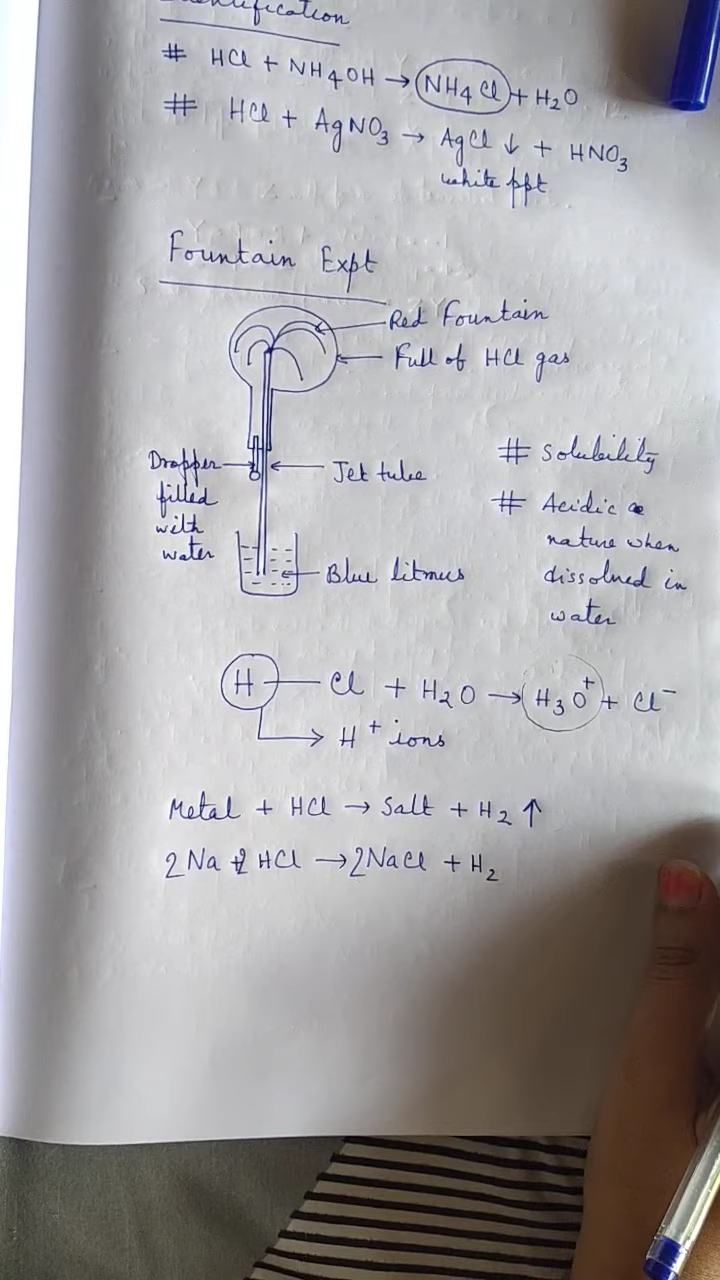 Identification
# HCl + NH4OH → NH4Cl + H2O
# HCl + AgNO3 → AgCl ↓ + HNO3
white ppt
Fountain Expt
Red Fountain
Full of HCl gas
Dropper filled with water
Jet tube
Blue litmus
# Solubility
# Acidic
nature when
dissolved in
water
H — Cl + H2O → H3O+ + Cl-
H+ ions
Metal + HCl → Salt + H2 ↑
2Na + 2HCl → 2NaCl + H2